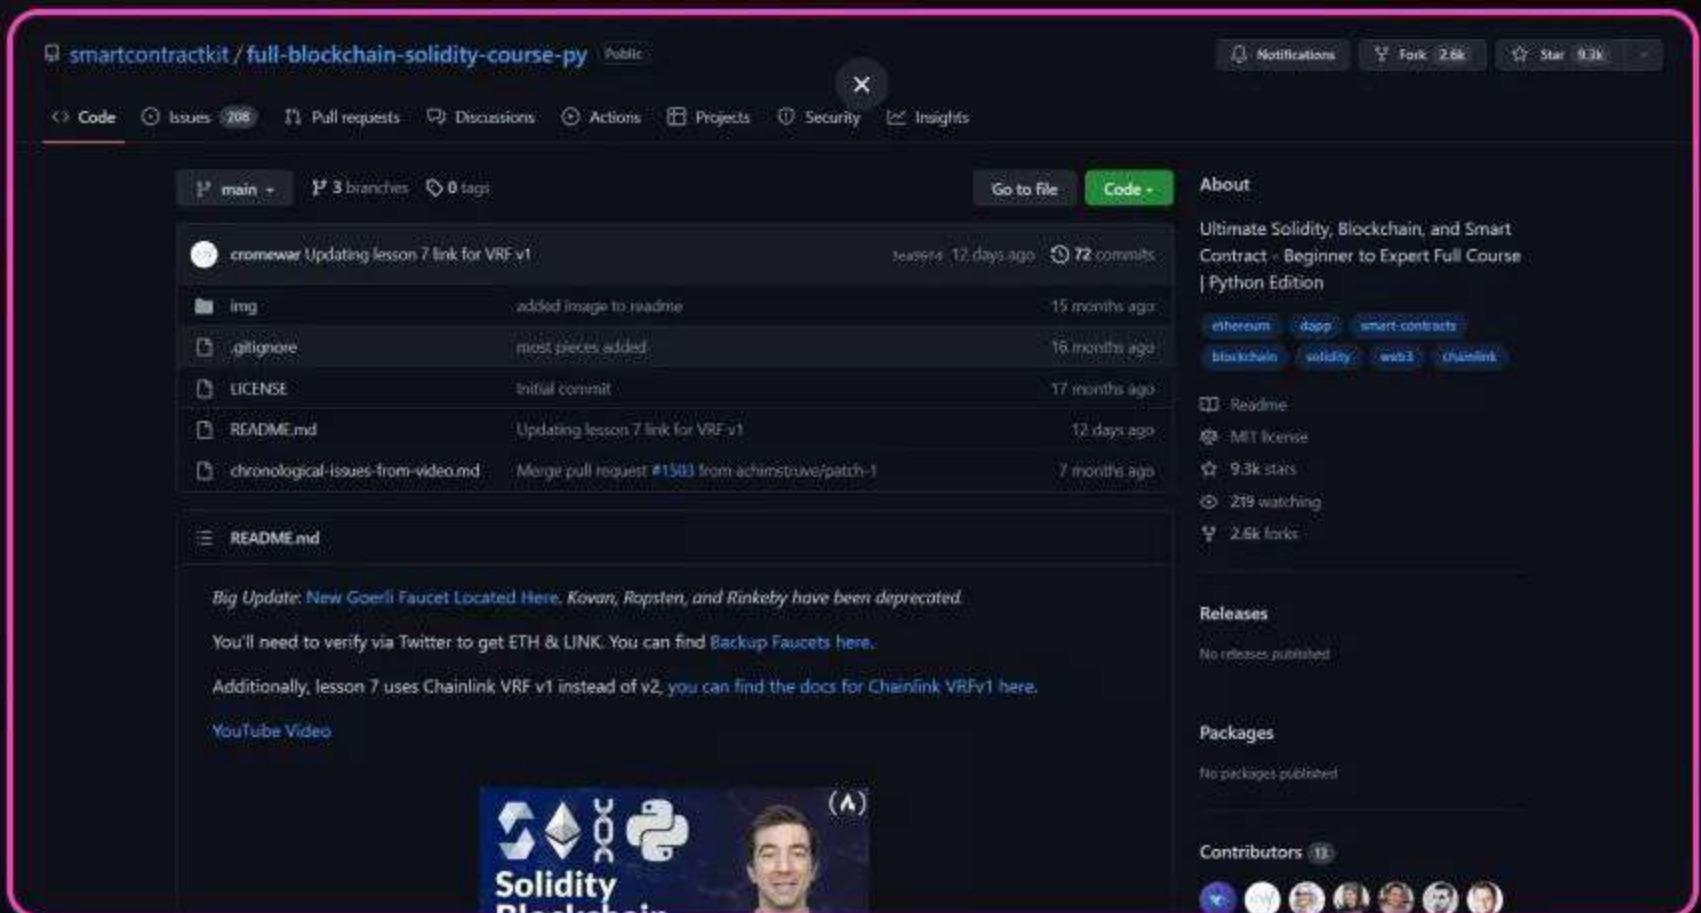 smartcontractkit / full-blockchain-solidity-course-py Public
Notifications Fork 2.6k Star 9.3k
Code Issues 208 Pull requests Discussions Actions Projects Security Insights
main 3 branches 0 tags Go to file Code
cromewar Updating lesson 7 link for VRF v1 12 days ago 72 commits
img added image to readme 15 months ago
.gitignore most pieces added 16 months ago
LICENSE Initial commit 17 months ago
README.md Updating lesson 7 link for VRF v1 12 days ago
chronological-issues-from-video.md Merge pull request #1503 from achimstruve/patch-1 7 months ago
README.md
Big Update: New Goerli Faucet Located Here. Kovan, Ropsten, and Rinkeby have been deprecated.
You'll need to verify via Twitter to get ETH & LINK. You can find Backup Faucets here.
Additionally, lesson 7 uses Chainlink VRF v1 instead of v2, you can find the docs for Chainlink VRFv1 here.
YouTube Video
Solidity
Blockchain
About
Ultimate Solidity, Blockchain, and Smart
Contract - Beginner to Expert Full Course
| Python Edition
ethereum dapp smart-contracts
blockchain solidity web3 chainlink
Readme
MIT license
9.3k stars
219 watching
2.6k forks
Releases
No releases published
Packages
No packages published
Contributors 13